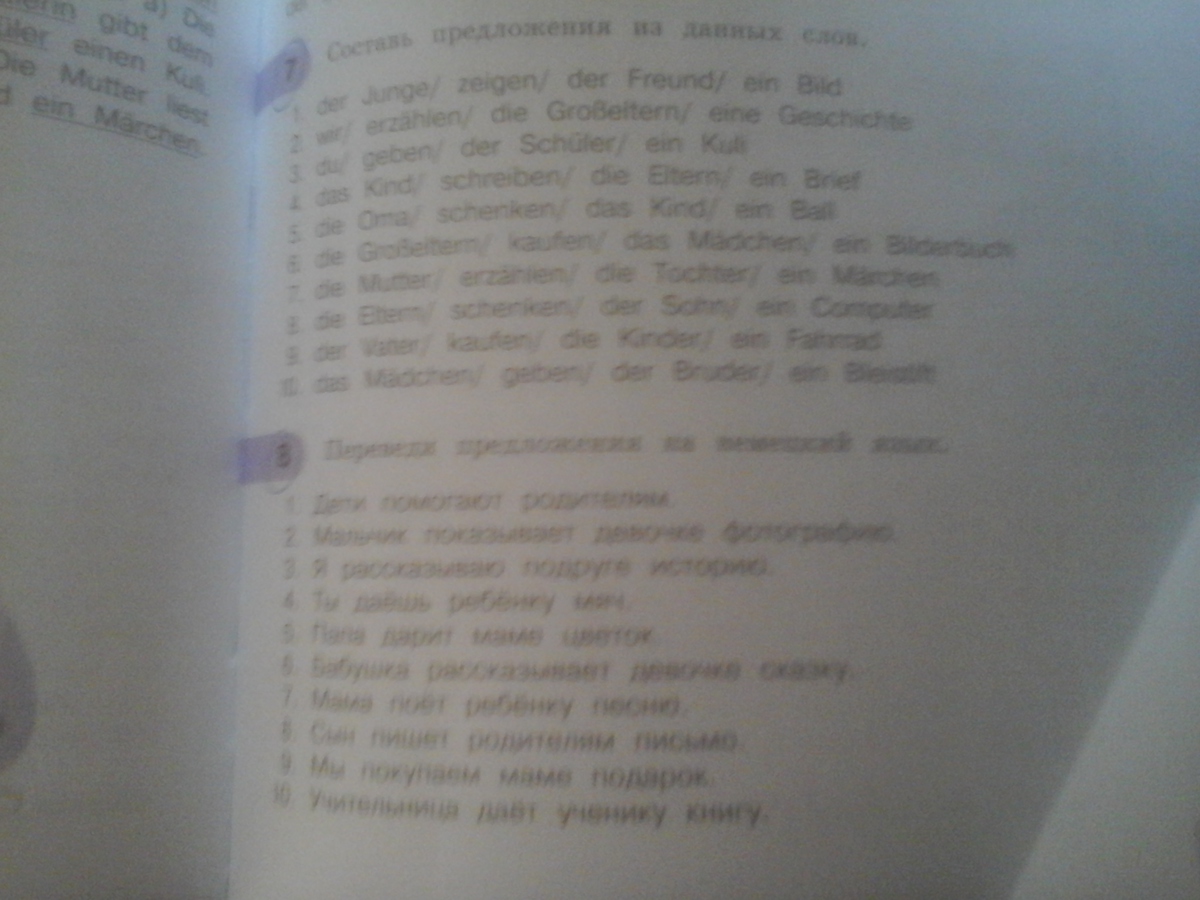 а) Die
gibt dem
einen Kuli.
Die Mutter liest
ein Märchen.
7 Составь предложения из данных слов.
1. der Junge/ zeigen/ der Freund/ ein Bild
2. wir/ erzählen/ die Großeltern/ eine Geschichte
3. du/ geben/ der Schüler/ ein Kuli
4. das Kind/ schreiben/ die Eltern/ ein Brief
5. die Oma/ schenken/ das Kind/ ein Ball
6. die Großeltern/ kaufen/ das Mädchen/ ein Bilderbuch
7. die Mutter/ erzählen/ die Tochter/ ein Märchen
8. die Eltern/ schenken/ der Sohn/ ein Computer
9. der Vater/ kaufen/ die Kinder/ ein Fahrrad
10. das Mädchen/ geben/ der Bruder/ ein Bleistift
8 Переведи предложения на немецкий язык.
1. Дети помогают родителям.
2. Мальчик показывает девочке фотографию.
3. Я рассказываю подруге историю.
4. Ты даёшь ребёнку мяч.
5. Папа дарит маме цветок.
6. Бабушка рассказывает девочке сказку.
7. Мама поёт ребёнку песню.
8. Сын пишет родителям письмо.
9. Мы покупаем маме подарок.
10. Учительница даёт ученику книгу.